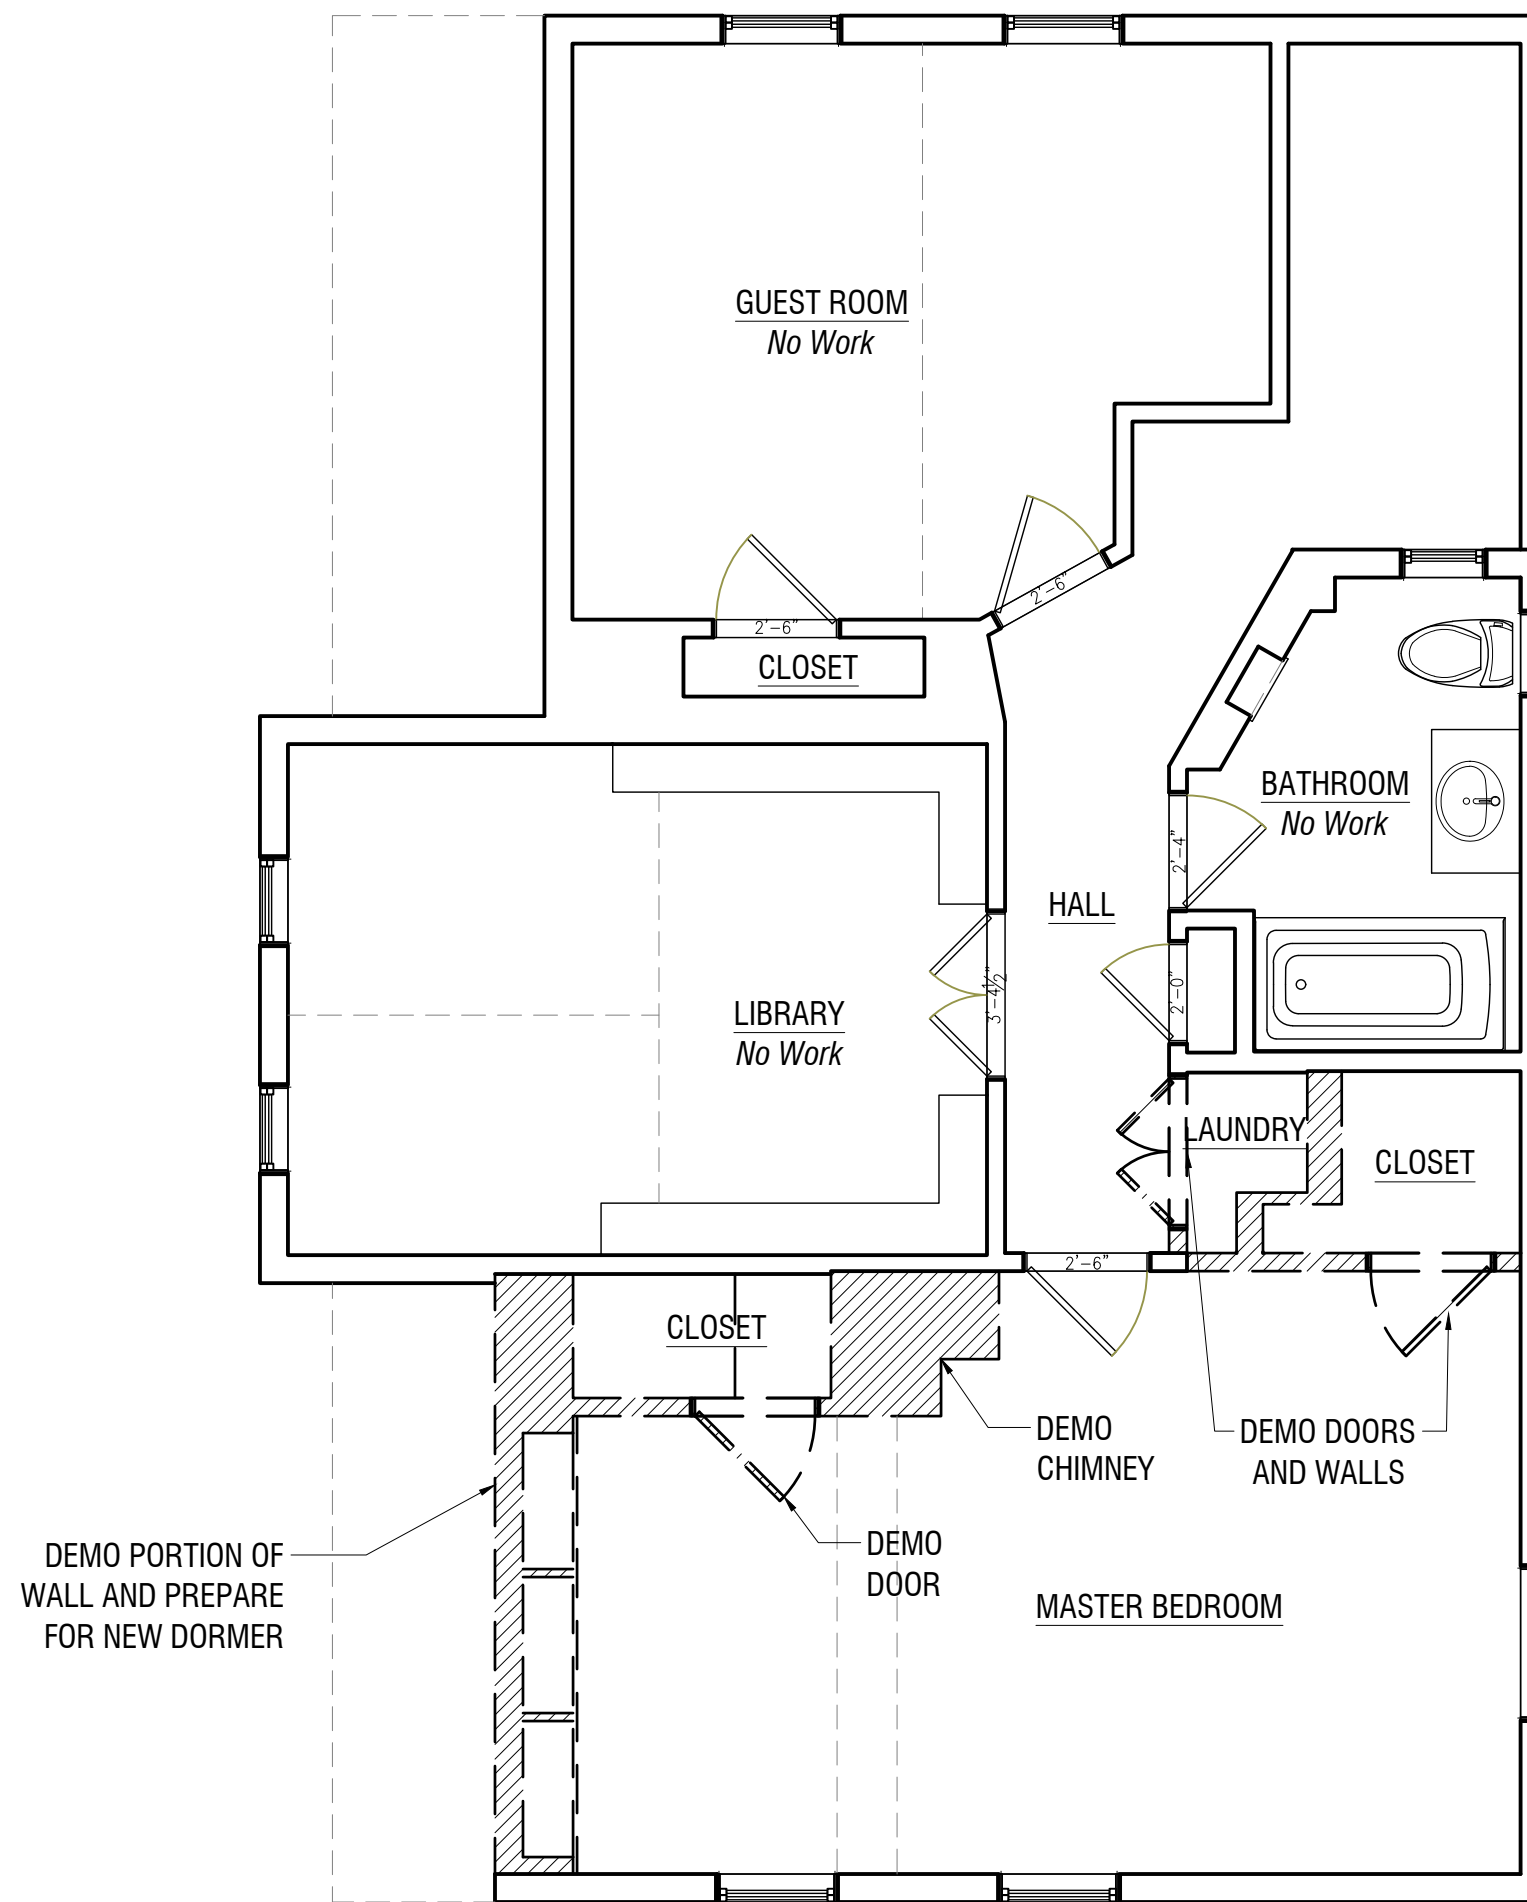 GUEST ROOM
No Work
2'-6"
2'-6"
CLOSET
BATHROOM
No Work
2'-4"
HALL
2'-0"
3'-4½"
LIBRARY
No Work
LAUNDRY
CLOSET
2'-6"
CLOSET
DEMO
CHIMNEY
DEMO DOORS
AND WALLS
DEMO
DOOR
DEMO PORTION OF
WALL AND PREPARE
FOR NEW DORMER
MASTER BEDROOM